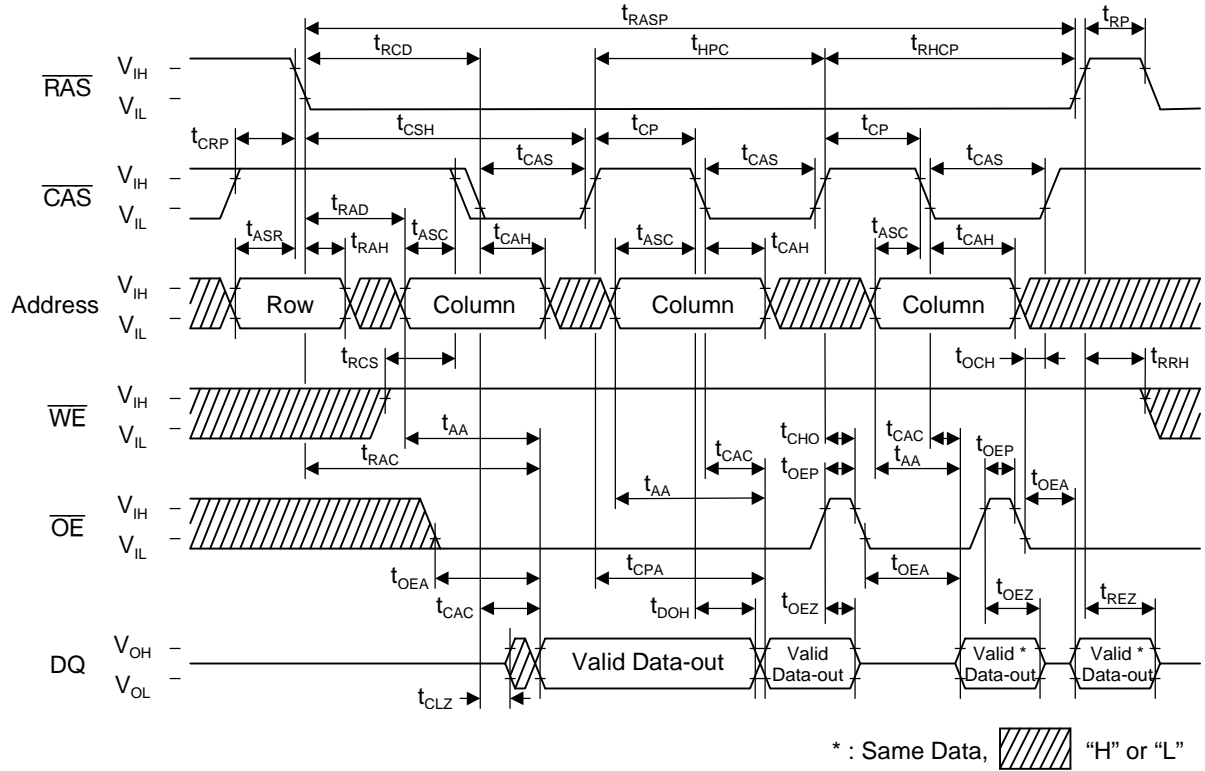 tRASP tRP
tRCD tHPC tRHCP
RAS VIH
VIL
tCRP tCSH tCP tCP
tCAS tCAS tCAS
CAS VIH
VIL
tRAD
tASR tRAH tASC tCAH tASC tCAH tASC tCAH
Address VIH
VIL
Row Column Column Column
tRCS tOCH tRRH
WE VIH
VIL
tAA tCHO tCAC
tRAC tCAC tOEP tAA tOEP
tAA tOEA
OE VIH
VIL
tOEA tCPA tOEA
tCAC tDOH tOEZ tOEZ tREZ
DQ VOH
VOL
Valid Data-out Valid Data-out Valid * Data-out Valid * Data-out
tCLZ
* : Same Data, “H” or “L”